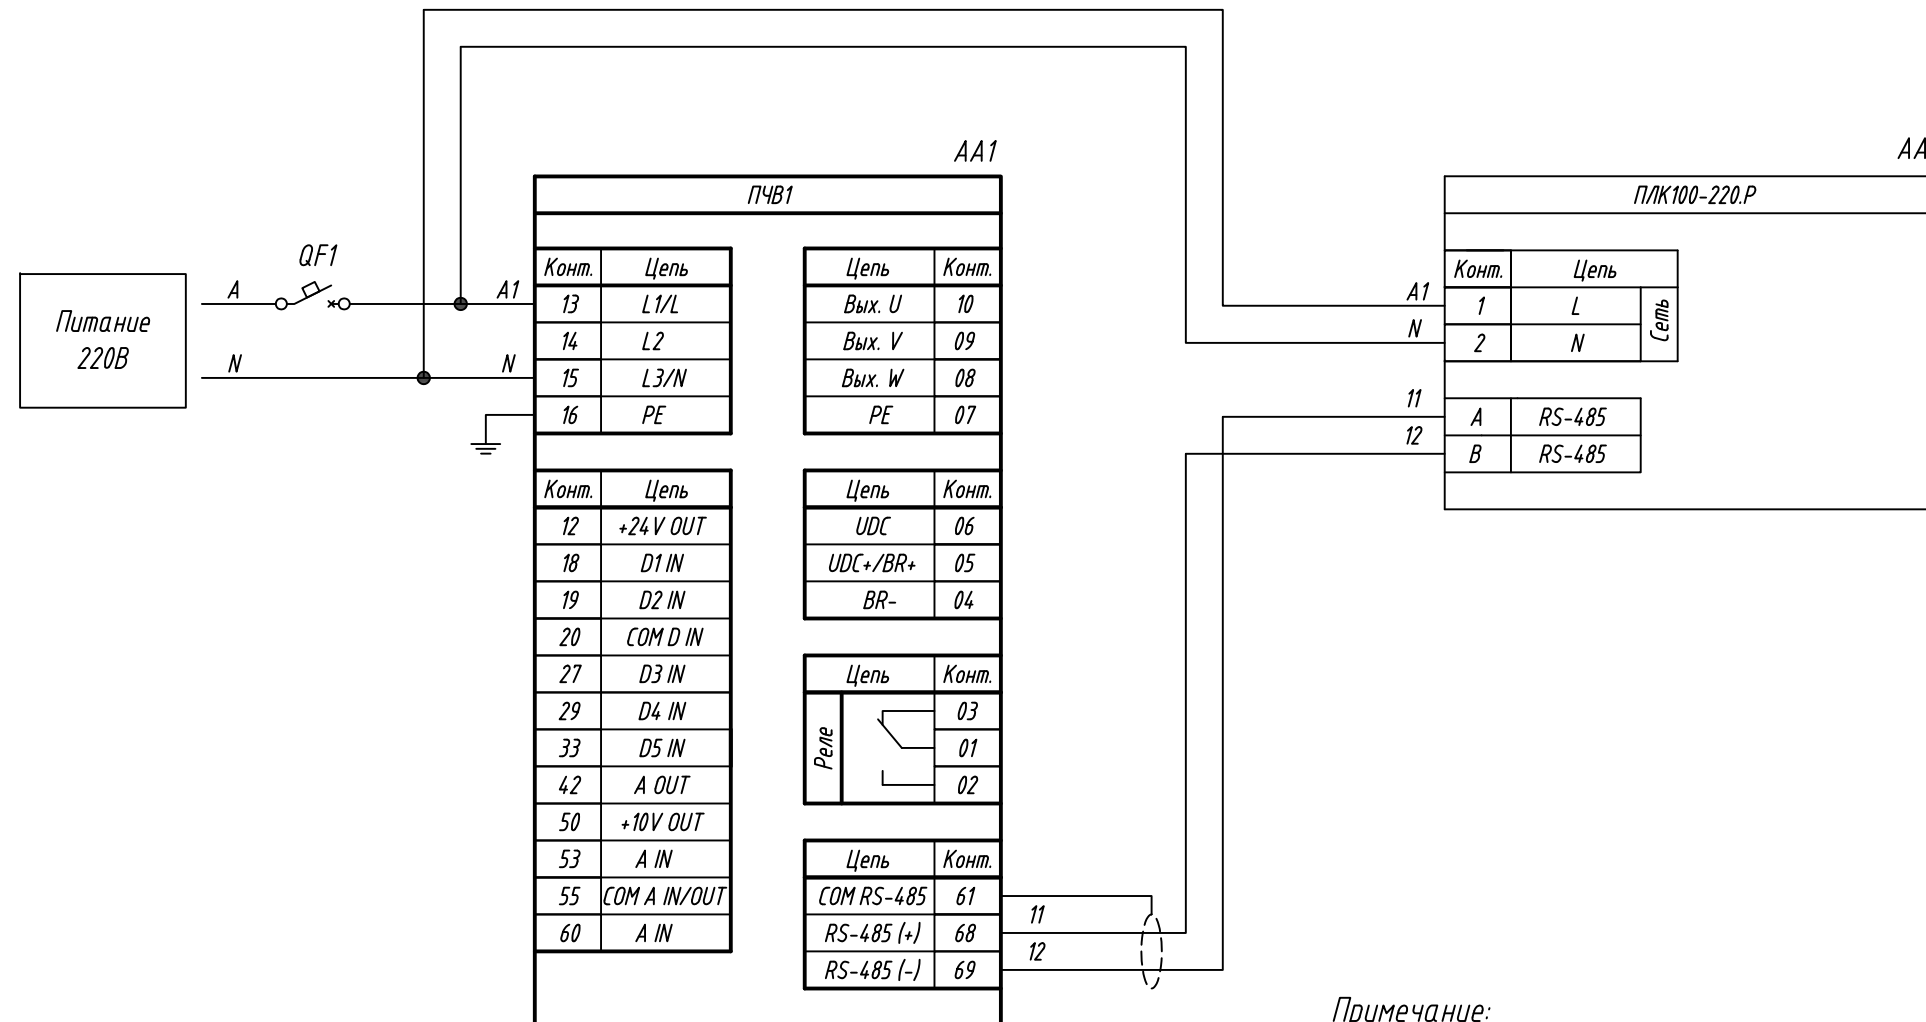 AA1
AA
ПЧВ1
ПЛК100-220.Р
QF1
Питание
220В
A
N
A1
N
Конт. Цепь
13 L1/L
14 L2
15 L3/N
16 PE
Цепь Конт.
Вых. U 10
Вых. V 09
Вых. W 08
PE 07
Конт. Цепь
12 +24V OUT
18 D1 IN
19 D2 IN
20 COM D IN
27 D3 IN
29 D4 IN
33 D5 IN
42 A OUT
50 +10V OUT
53 A IN
55 COM A IN/OUT
60 A IN
Цепь Конт.
UDC 06
UDC+/BR+ 05
BR- 04
Цепь Конт.
Реле
03
01
02
Цепь Конт.
COM RS-485 61
RS-485 (+) 68
RS-485 (-) 69
11
12
A1
N
Конт. Цепь
1 L
2 N
Сеть
11
12
A RS-485
B RS-485
Примечание: